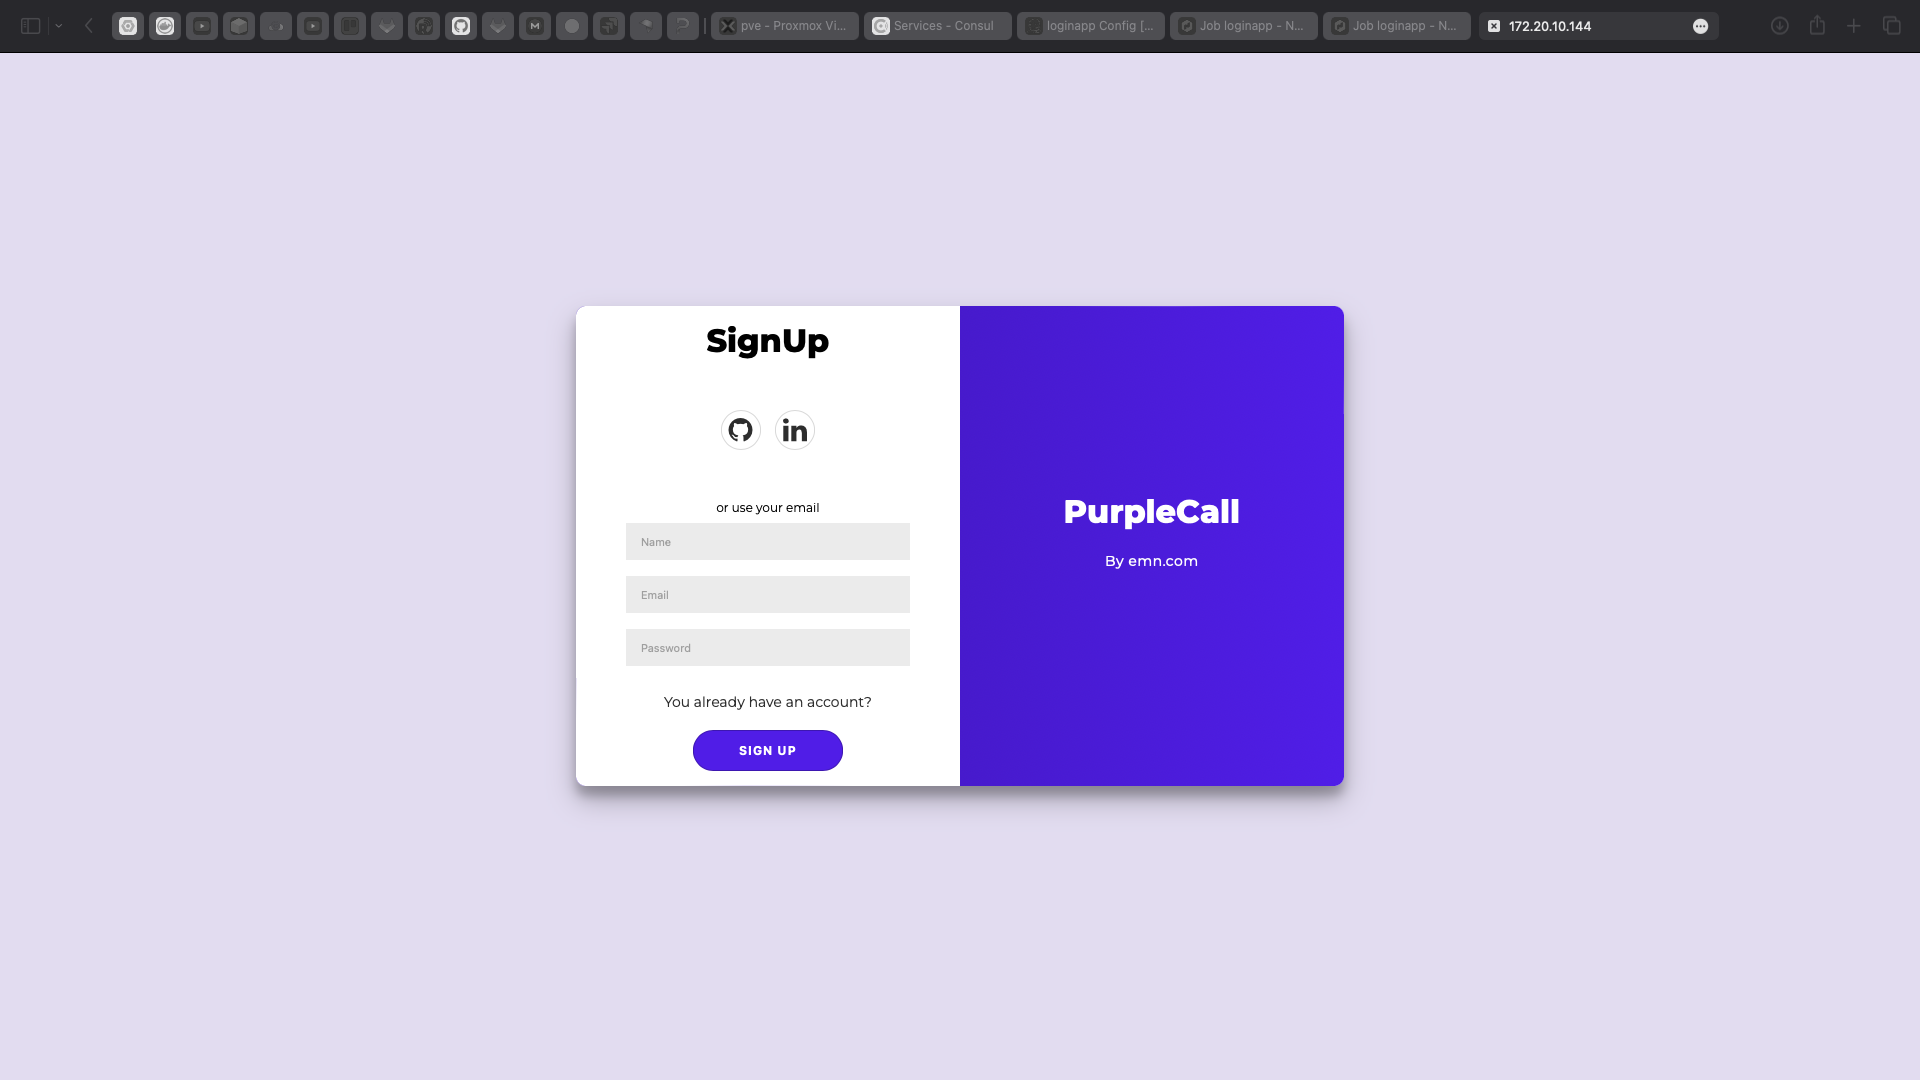 pve - Proxmox Vi...
Services - Consul
loginapp Config [...
Job loginapp - N...
Job loginapp - N...
172.20.10.144
SignUp
in
or use your email
Name
Email
Password
You already have an account?
SIGN UP
PurpleCall
By emn.com